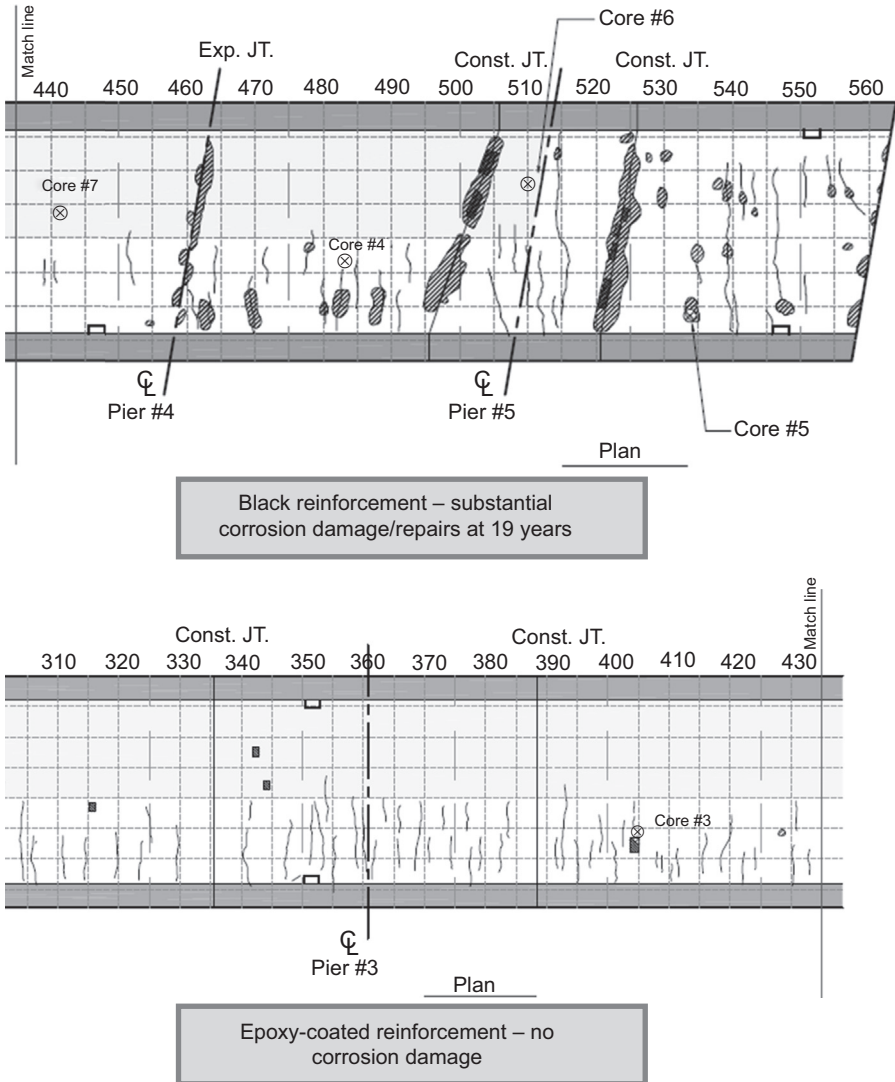 Core #6
Match line
Exp. JT.
Const. JT.
Const. JT.
440 450 460 470 480 490 500 510 520 530 540 550 560
Core #7
Core #4
℄
Pier #4
℄
Pier #5
Core #5
Plan
Black reinforcement – substantial
corrosion damage/repairs at 19 years
Match line
Const. JT.
Const. JT.
310 320 330 340 350 360 370 380 390 400 410 420 430
Core #3
℄
Pier #3
Plan
Epoxy-coated reinforcement – no
corrosion damage